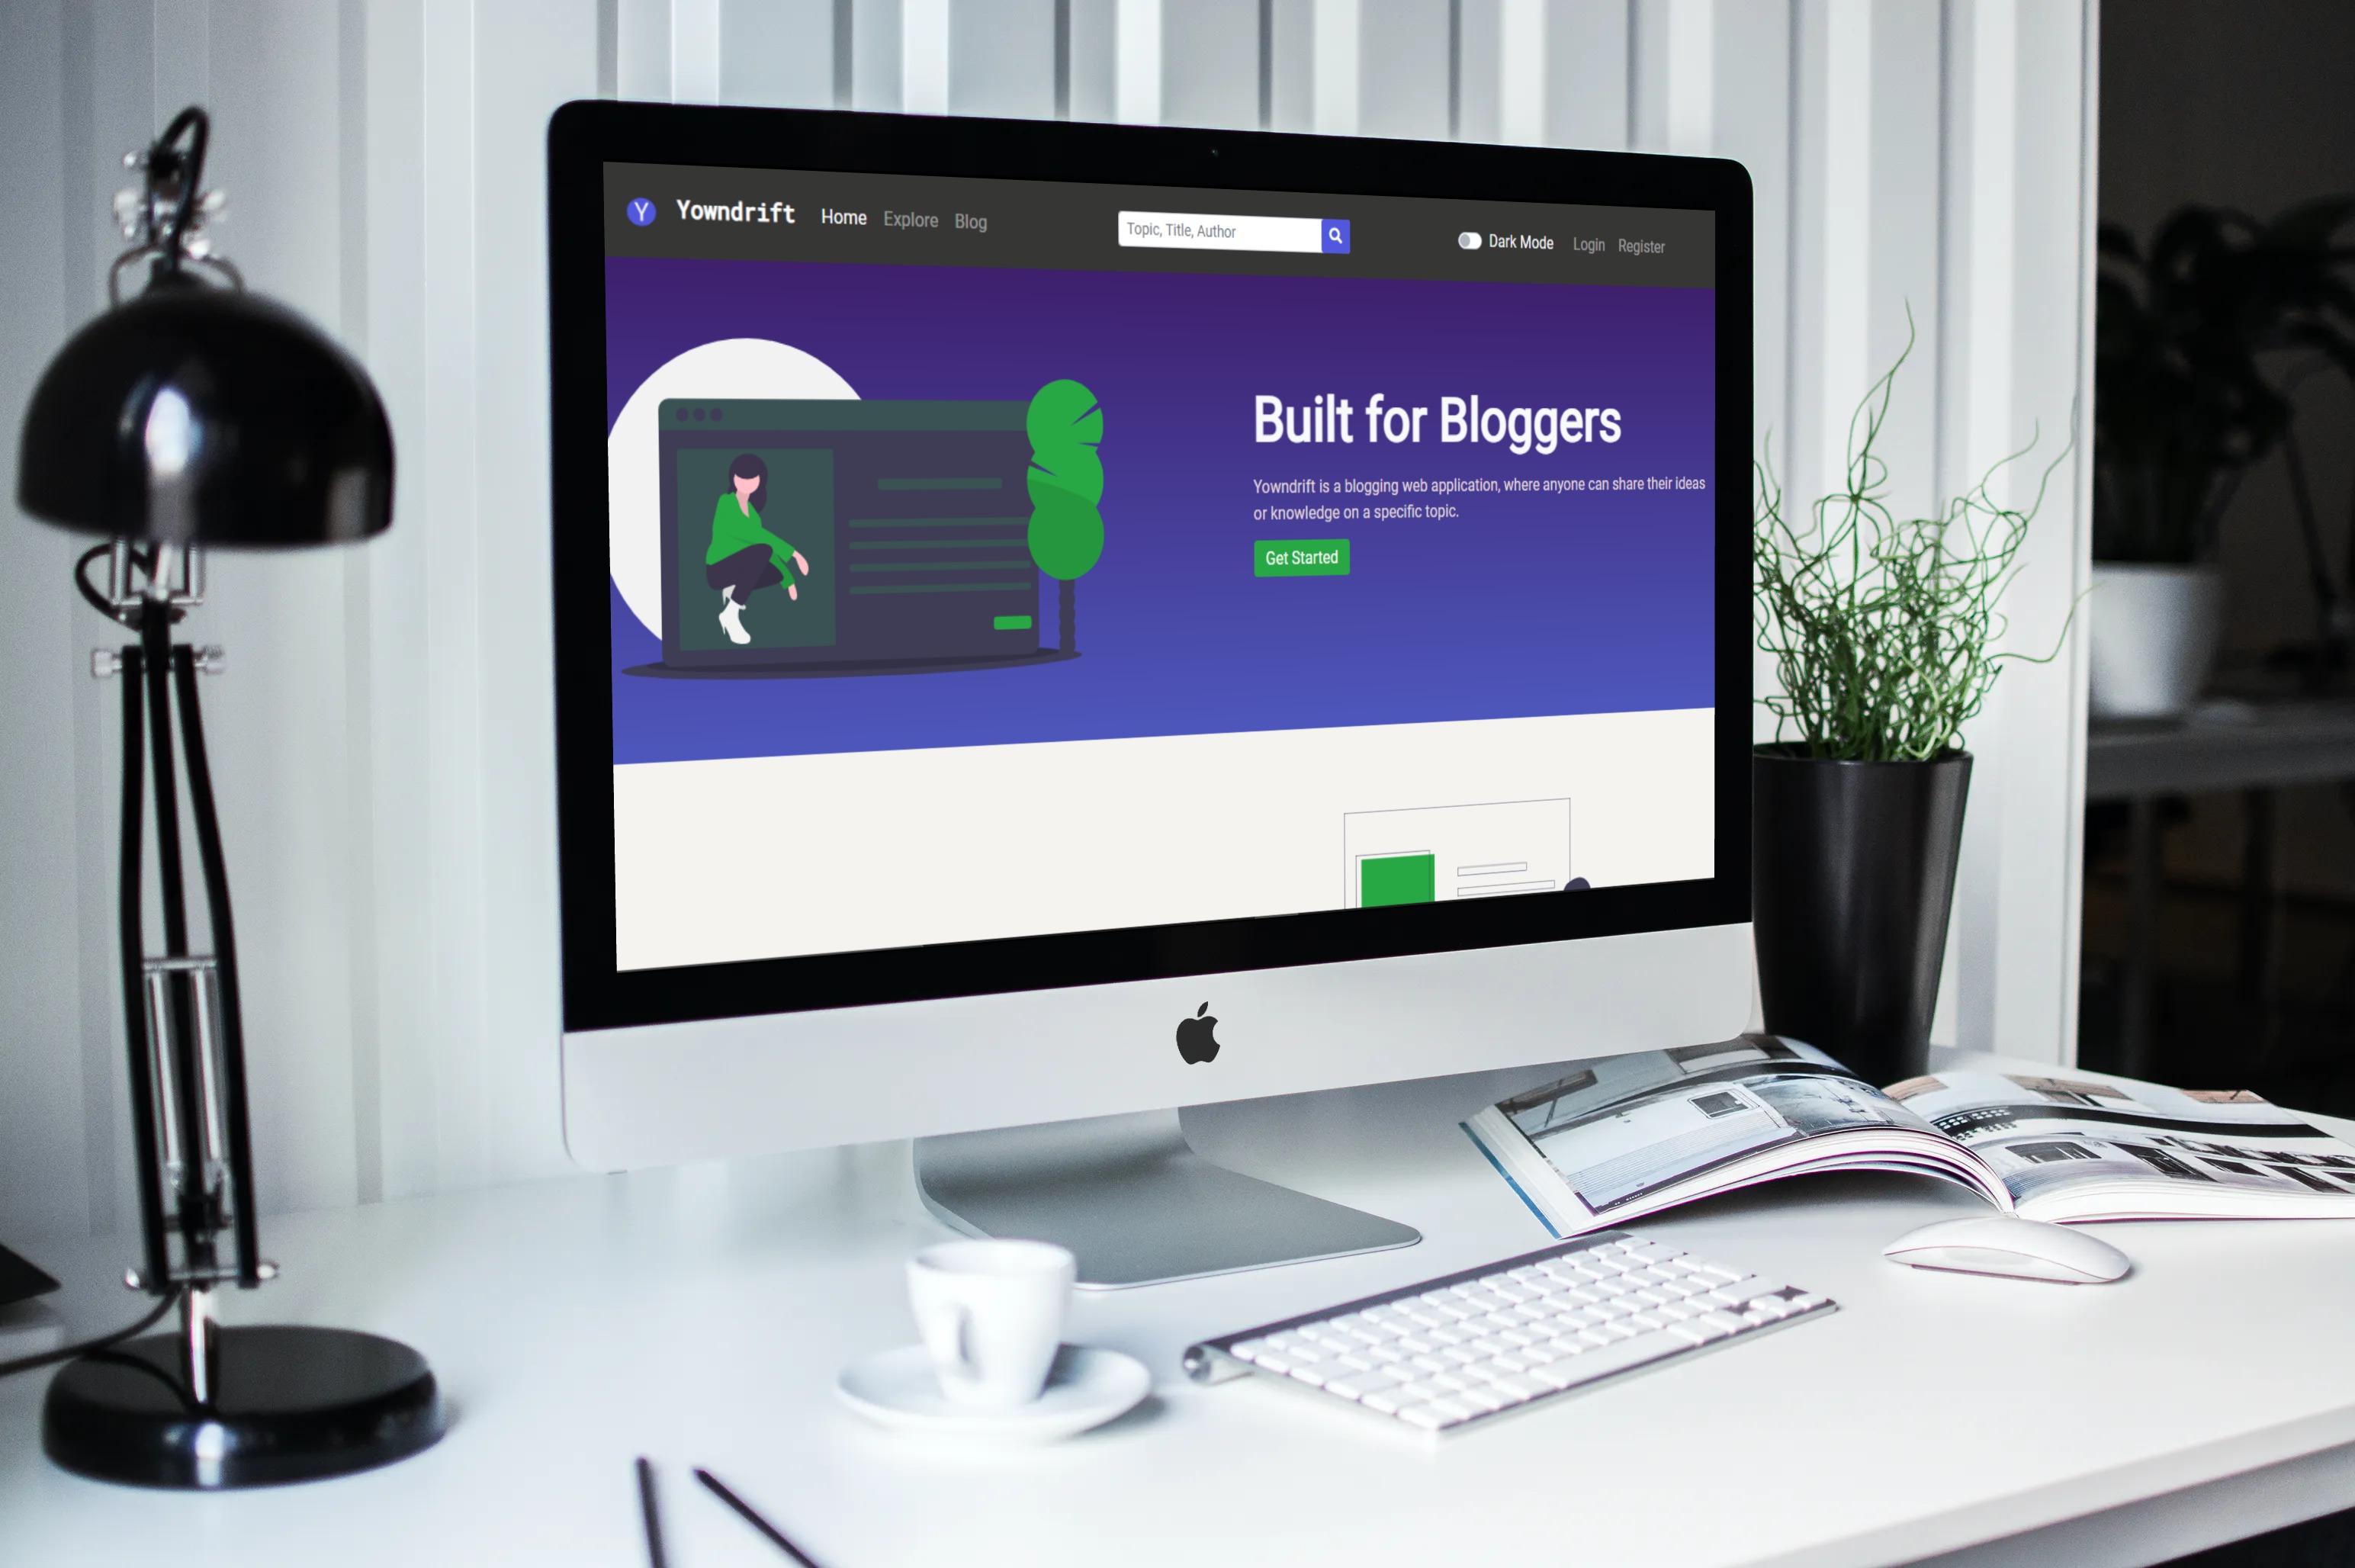 Y Yowndrift Home Explore Blog
Topic, Title, Author
Dark Mode Login Register
Built for Bloggers
Yowndrift is a blogging web application, where anyone can share their ideas
or knowledge on a specific topic.
Get Started